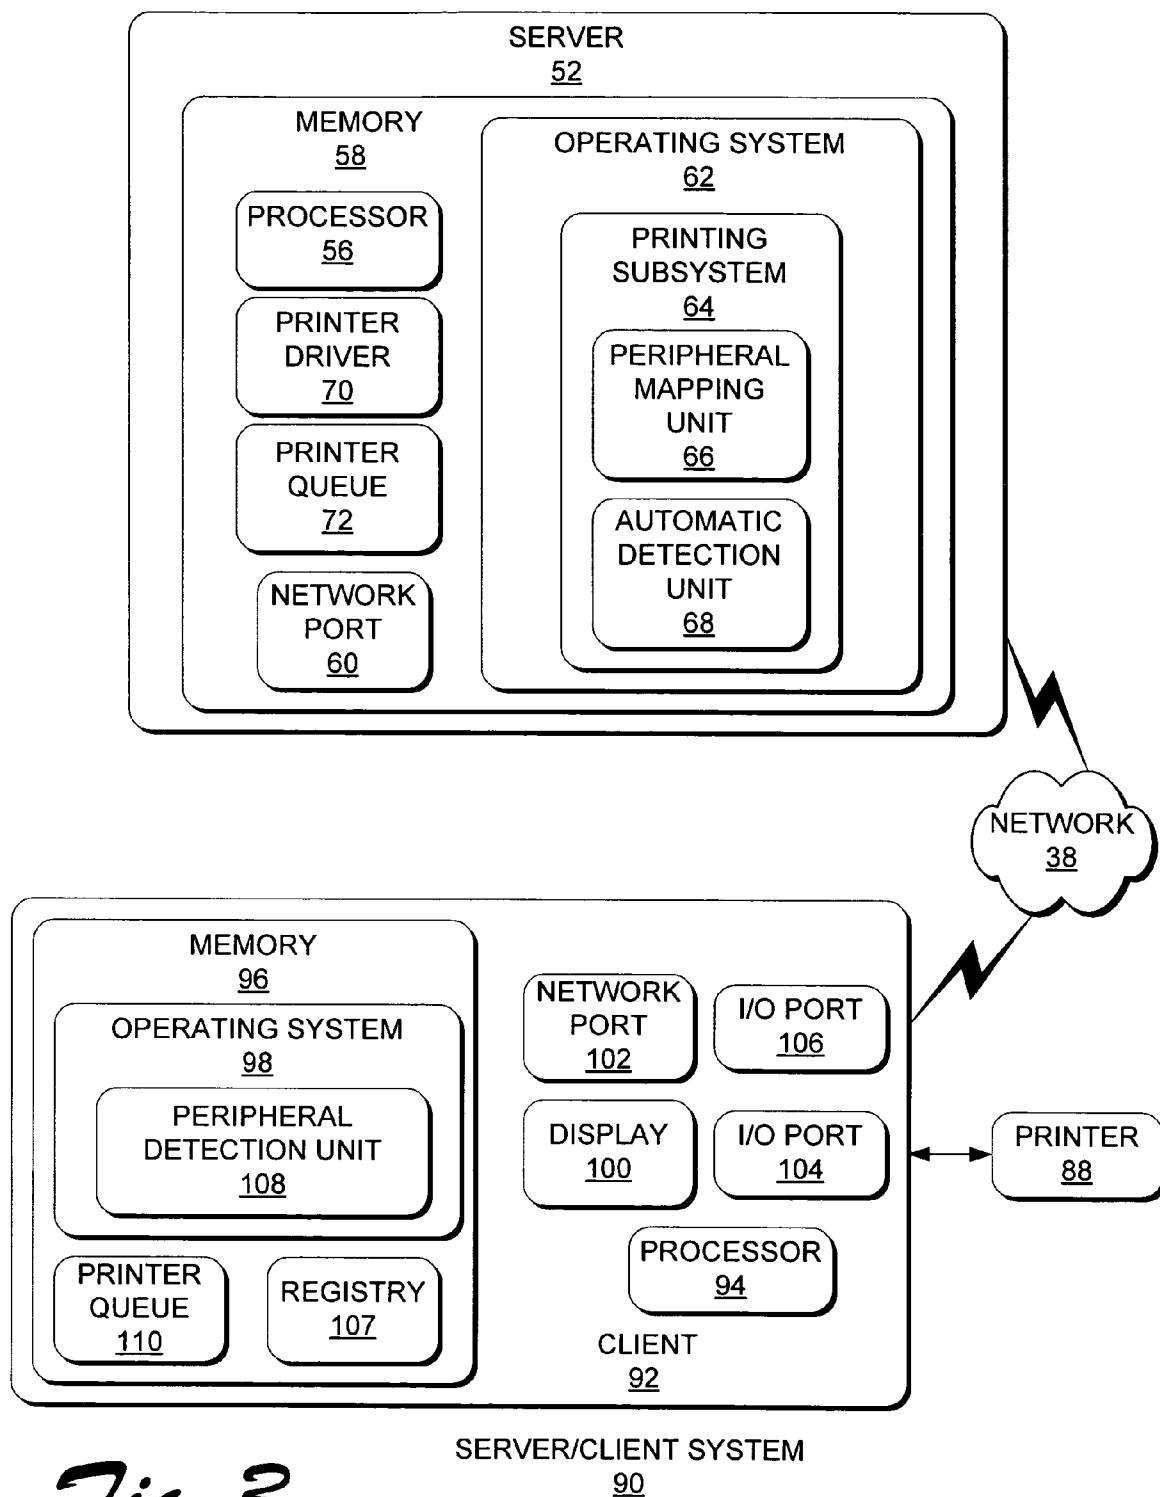 SERVER
52
MEMORY
58
PROCESSOR
56
PRINTER
DRIVER
70
PRINTER
QUEUE
72
NETWORK
PORT
60
OPERATING SYSTEM
62
PRINTING
SUBSYSTEM
64
PERIPHERAL
MAPPING
UNIT
66
AUTOMATIC
DETECTION
UNIT
68
NETWORK
38
MEMORY
96
OPERATING SYSTEM
98
PERIPHERAL
DETECTION UNIT
108
PRINTER
QUEUE
110
REGISTRY
107
NETWORK
PORT
102
I/O PORT
106
DISPLAY
100
I/O PORT
104
PROCESSOR
94
CLIENT
92
PRINTER
88
SERVER/CLIENT SYSTEM
90